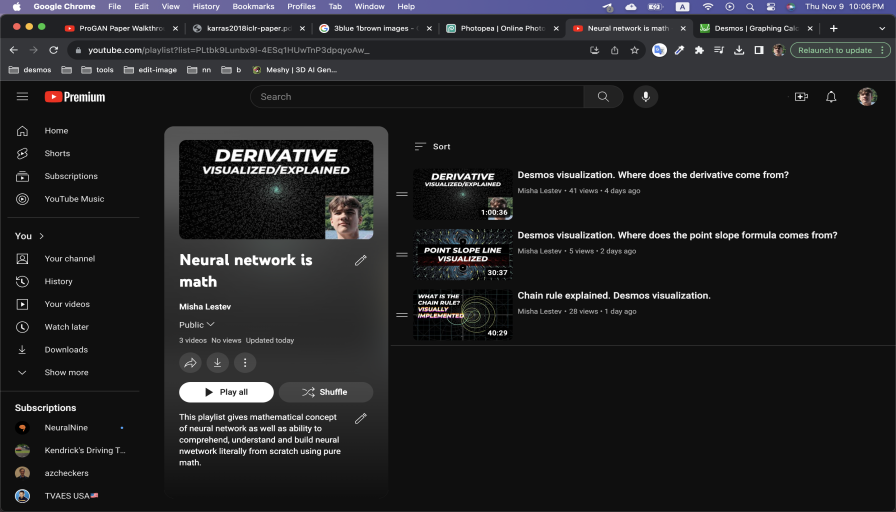 Google Chrome File Edit View History Bookmarks Profiles Tab Window Help A Thu Nov 9 10:06 PM
ProGAN Paper Walkthro karras2018iclr-paper.pd 3blue 1brown images - Photopea | Online Photo Neural network is math Desmos | Graphing Calc
youtube.com/playlist?list=PLtbk9Lunbx9I-4ESq1HUwTnP3dpqyoAw_ Relaunch to update
desmos tools edit-image nn b Meshy | 3D AI Gen...
Premium
Search
Home
Shorts
Subscriptions
YouTube Music
You
Your channel
History
Your videos
Watch later
Downloads
Show more
Subscriptions
NeuralNine
Kendrick's Driving T...
azcheckers
TVAES USA
DERIVATIVE
VISUALIZED/EXPLAINED
Neural network is
math
Misha Lestev
Public
3 videos No views Updated today
Play all
Shuffle
This playlist gives mathematical concept
of neural network as well as ability to
comprehend, understand and build neural
nwetwork literally from scratch using pure
math.
Sort
DERIVATIVE
VISUALIZED/EXPLAINED
1:00:36
Desmos visualization. Where does the derivative come from?
Misha Lestev • 41 views • 4 days ago
POINT SLOPE LINE
VISUALIZED
30:37
Desmos visualization. Where does the point slope formula comes from?
Misha Lestev • 5 views • 2 days ago
WHAT IS THE
CHAIN RULE?
VISUALLY
IMPLEMENTED
40:29
Chain rule explained. Desmos visualization.
Misha Lestev • 28 views • 1 day ago